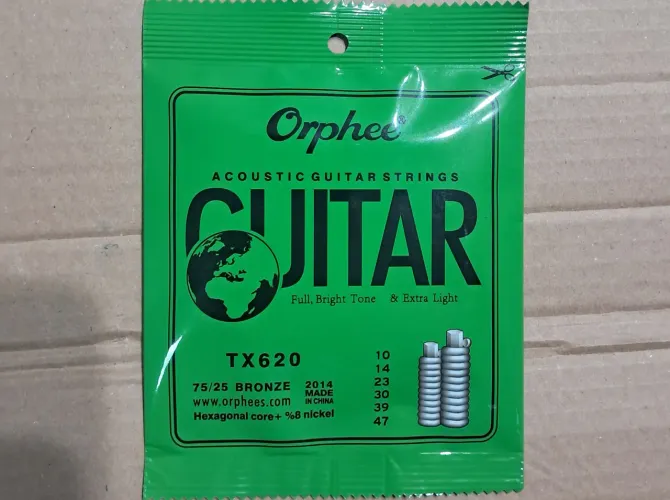 Orphee
ACOUSTIC GUITAR STRINGS
GUITAR
Full, Bright Tone & Extra Light
TX620
75/25 BRONZE
www.orphees.com
2014
MADE
IN CHINA
Hexagonal core+ %8 nickel
10
14
23
30
39
47